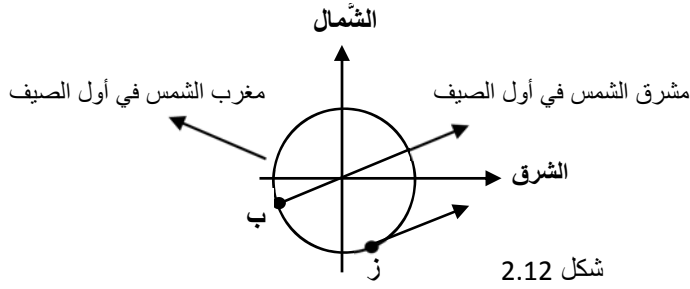 الشَّمال
مشرق الشمس في أول الصيف
مغرب الشمس في أول الصيف
الشرق
ب
ز
شكل 2.12